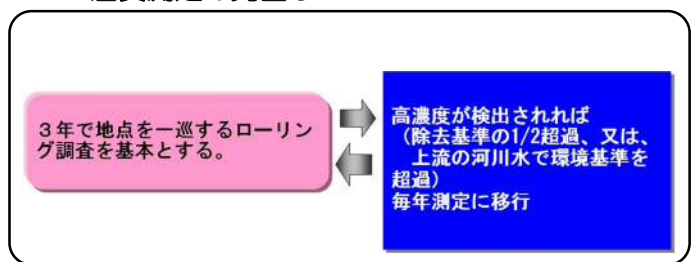 ３年で地点を一巡するローリン
グ調査を基本とする。
高濃度が検出されれば
（除去基準の1/2超過、又は、
上流の河川水で環境基準を
超過）
毎年測定に移行